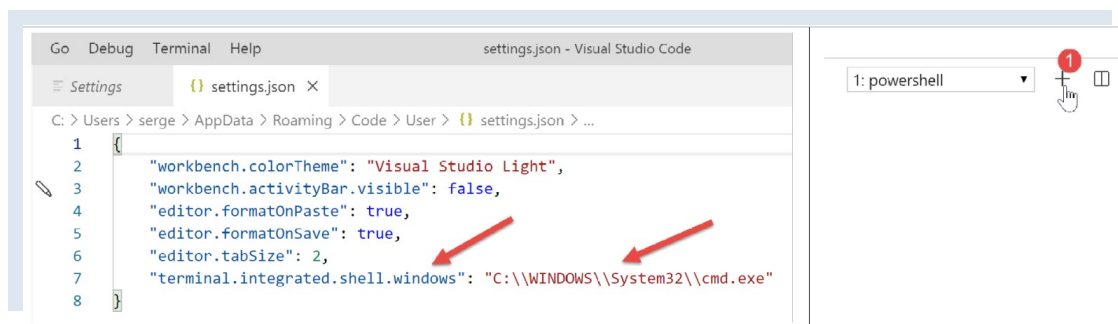 Go Debug Terminal Help settings.json - Visual Studio Code
Settings {} settings.json ×
C: > Users > serge > AppData > Roaming > Code > User > {} settings.json > ...
1 {
2 "workbench.colorTheme": "Visual Studio Light",
3 "workbench.activityBar.visible": false,
4 "editor.formatOnPaste": true,
5 "editor.formatOnSave": true,
6 "editor.tabSize": 2,
7 "terminal.integrated.shell.windows": "C:\\WINDOWS\\System32\\cmd.exe"
8 }
1
1: powershell